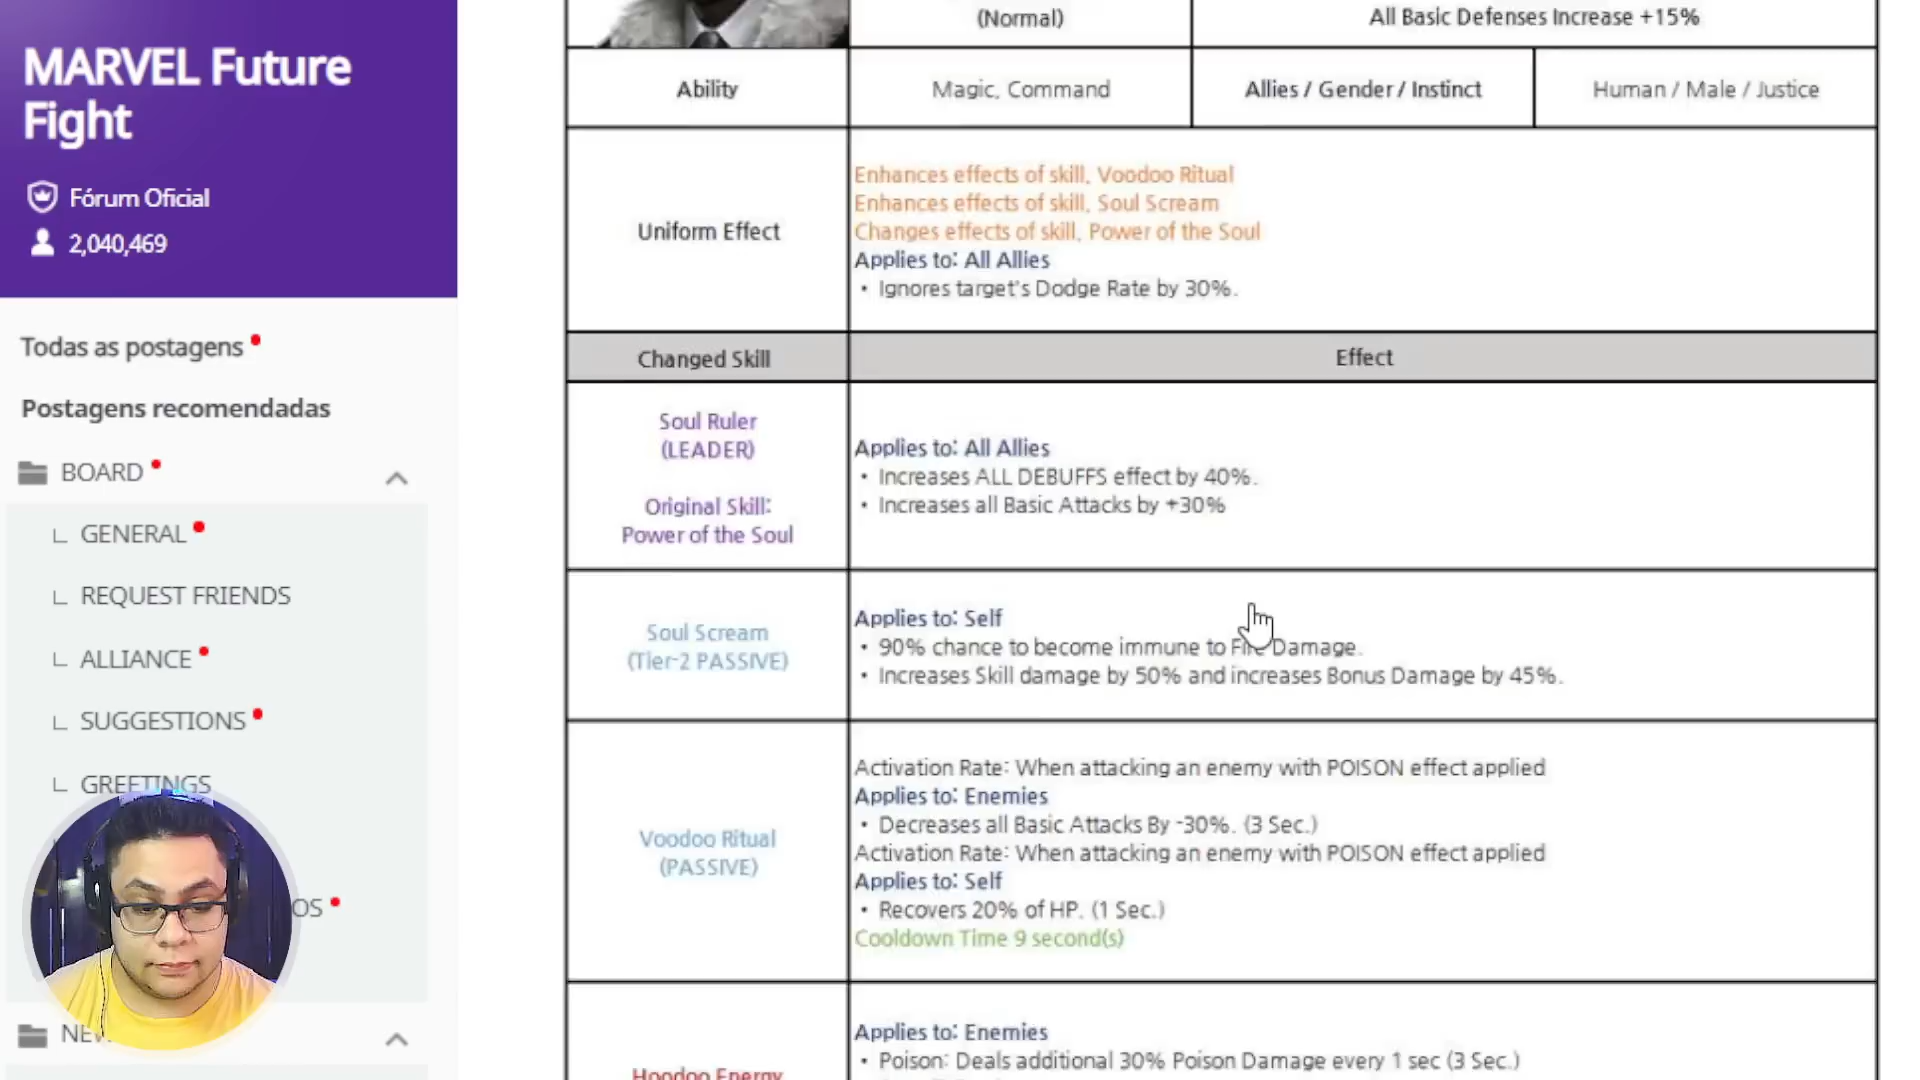 MARVEL Future
Fight
Fórum Oficial
2,040,469
Todas as postagens
Postagens recomendadas
BOARD
GENERAL
REQUEST FRIENDS
ALLIANCE
SUGGESTIONS
GREETINGS
OS
(Normal)
All Basic Defenses Increase +15%
Ability
Magic, Command
Allies / Gender / Instinct
Human / Male / Justice
Uniform Effect
Enhances effects of skill, Voodoo Ritual
Enhances effects of skill, Soul Scream
Changes effects of skill, Power of the Soul
Applies to: All Allies
• Ignores target's Dodge Rate by 30%.
Changed Skill
Effect
Soul Ruler
(LEADER)
Original Skill:
Power of the Soul
Applies to: All Allies
• Increases ALL DEBUFFS effect by 40%.
• Increases all Basic Attacks by +30%
Soul Scream
(Tier-2 PASSIVE)
Applies to: Self
• 90% chance to become immune to Fire Damage.
• Increases Skill damage by 50% and increases Bonus Damage by 45%.
Voodoo Ritual
(PASSIVE)
Activation Rate: When attacking an enemy with POISON effect applied
Applies to: Enemies
• Decreases all Basic Attacks By -30%. (3 Sec.)
Activation Rate: When attacking an enemy with POISON effect applied
Applies to: Self
• Recovers 20% of HP. (1 Sec.)
Cooldown Time 9 second(s)
Hoodoo Energy
Applies to: Enemies
• Poison: Deals additional 30% Poison Damage every 1 sec (3 Sec.)